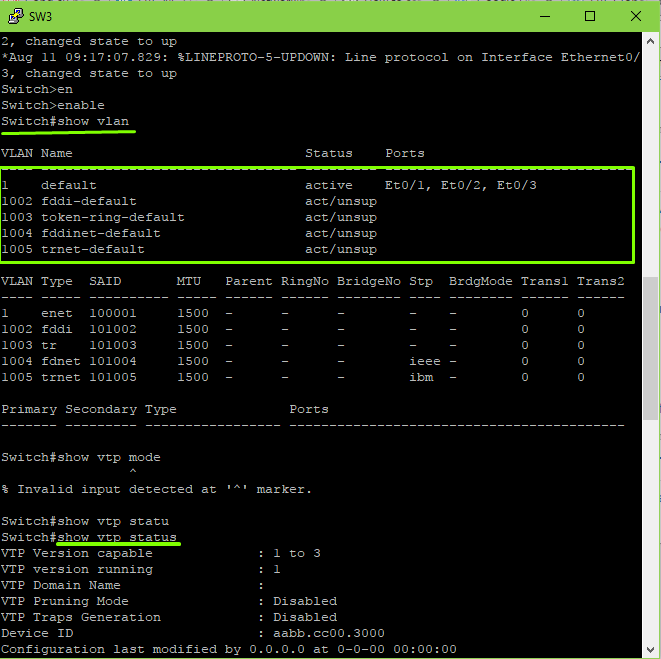 SW3
2, changed state to up
*Aug 11 09:17:07.829: %LINEPROTO-5-UPDOWN: Line protocol on Interface Ethernet0/
3, changed state to up
Switch>en
Switch>enable
Switch#show vlan
VLAN Name                             Status    Ports
---- -------------------------------- --------- -------------------------------
1    default                          active    Et0/1, Et0/2, Et0/3
1002 fddi-default                     act/unsup
1003 token-ring-default               act/unsup
1004 fddinet-default                  act/unsup
1005 trnet-default                    act/unsup
VLAN Type  SAID       MTU   Parent RingNo BridgeNo Stp  BrdgMode Trans1 Trans2
---- ----- ---------- ----- ------ ------ -------- ---- -------- ------ ------
1    enet  100001     1500  -      -      -        -    -        0      0
1002 fddi  101002     1500  -      -      -        -    -        0      0
1003 tr    101003     1500  -      -      -        -    -        0      0
1004 fdnet 101004     1500  -      -      -        ieee -        0      0
1005 trnet 101005     1500  -      -      -        ibm  -        0      0
Primary Secondary Type              Ports
------- --------- ----------------- ------------------------------------------
Switch#show vtp mode
                ^
% Invalid input detected at '^' marker.
Switch#show vtp statu
Switch#show vtp status
VTP Version capable             : 1 to 3
VTP version running             : 1
VTP Domain Name                 :
VTP Pruning Mode                : Disabled
VTP Traps Generation            : Disabled
Device ID                       : aabb.cc00.3000
Configuration last modified by 0.0.0.0 at 0-0-00 00:00:00